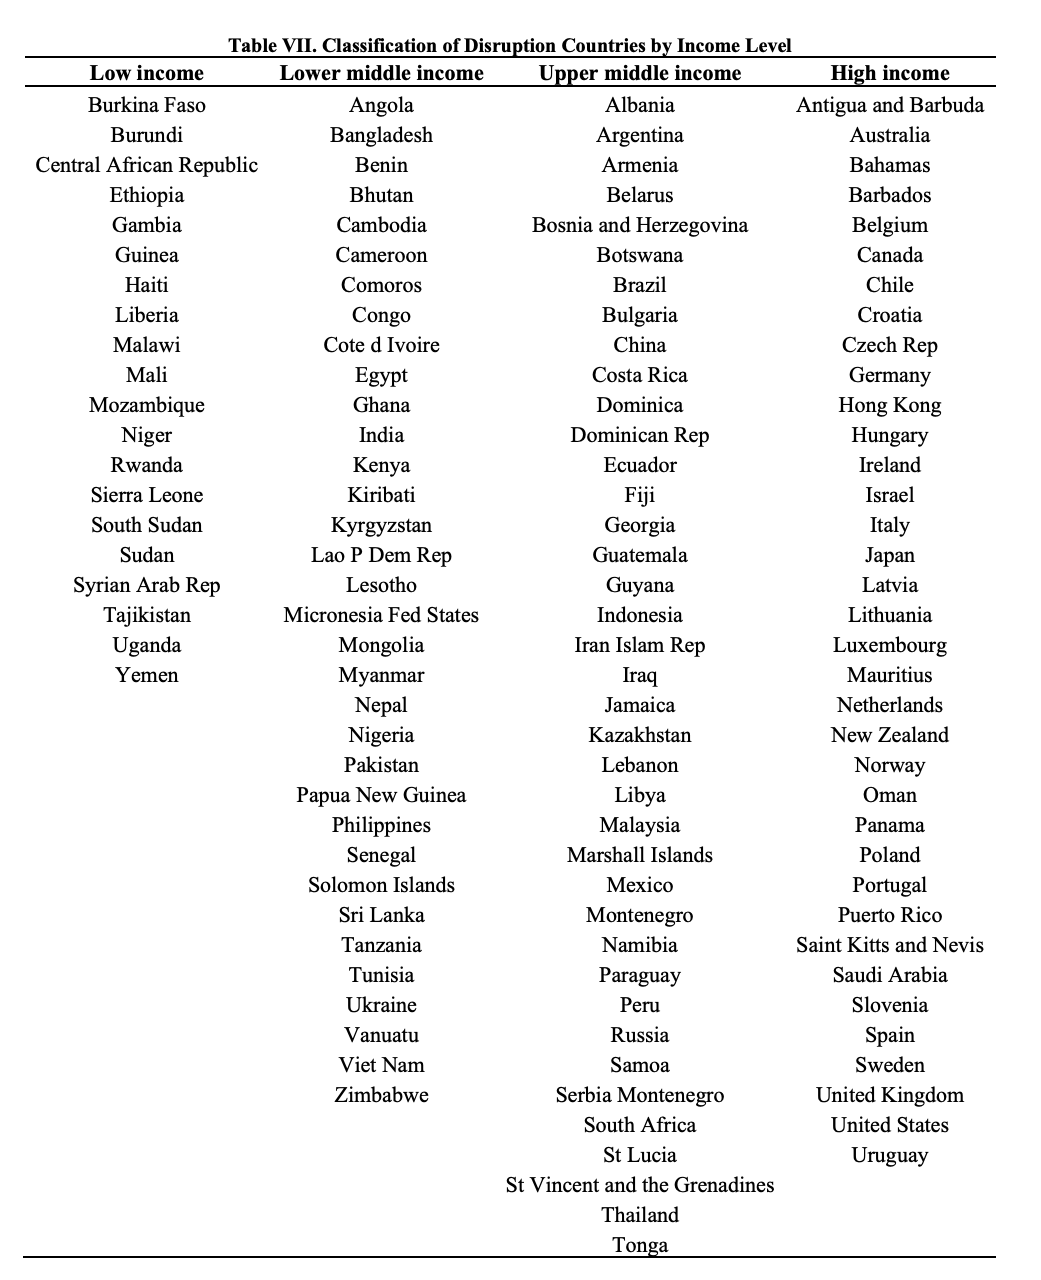 Table VII. Classification of Disruption Countries by Income Level
Low income Lower middle income Upper middle income High income
Burkina Faso Angola Albania Antigua and Barbuda
Burundi Bangladesh Argentina Australia
Central African Republic Benin Armenia Bahamas
Ethiopia Bhutan Belarus Barbados
Gambia Cambodia Bosnia and Herzegovina Belgium
Guinea Cameroon Botswana Canada
Haiti Comoros Brazil Chile
Liberia Congo Bulgaria Croatia
Malawi Cote d Ivoire China Czech Rep
Mali Egypt Costa Rica Germany
Mozambique Ghana Dominica Hong Kong
Niger India Dominican Rep Hungary
Rwanda Kenya Ecuador Ireland
Sierra Leone Kiribati Fiji Israel
South Sudan Kyrgyzstan Georgia Italy
Sudan Lao P Dem Rep Guatemala Japan
Syrian Arab Rep Lesotho Guyana Latvia
Tajikistan Micronesia Fed States Indonesia Lithuania
Uganda Mongolia Iran Islam Rep Luxembourg
Yemen Myanmar Iraq Mauritius
Nepal Jamaica Netherlands
Nigeria Kazakhstan New Zealand
Pakistan Lebanon Norway
Papua New Guinea Libya Oman
Philippines Malaysia Panama
Senegal Marshall Islands Poland
Solomon Islands Mexico Portugal
Sri Lanka Montenegro Puerto Rico
Tanzania Namibia Saint Kitts and Nevis
Tunisia Paraguay Saudi Arabia
Ukraine Peru Slovenia
Vanuatu Russia Spain
Viet Nam Samoa Sweden
Zimbabwe Serbia Montenegro United Kingdom
South Africa United States
St Lucia Uruguay
St Vincent and the Grenadines
Thailand
Tonga